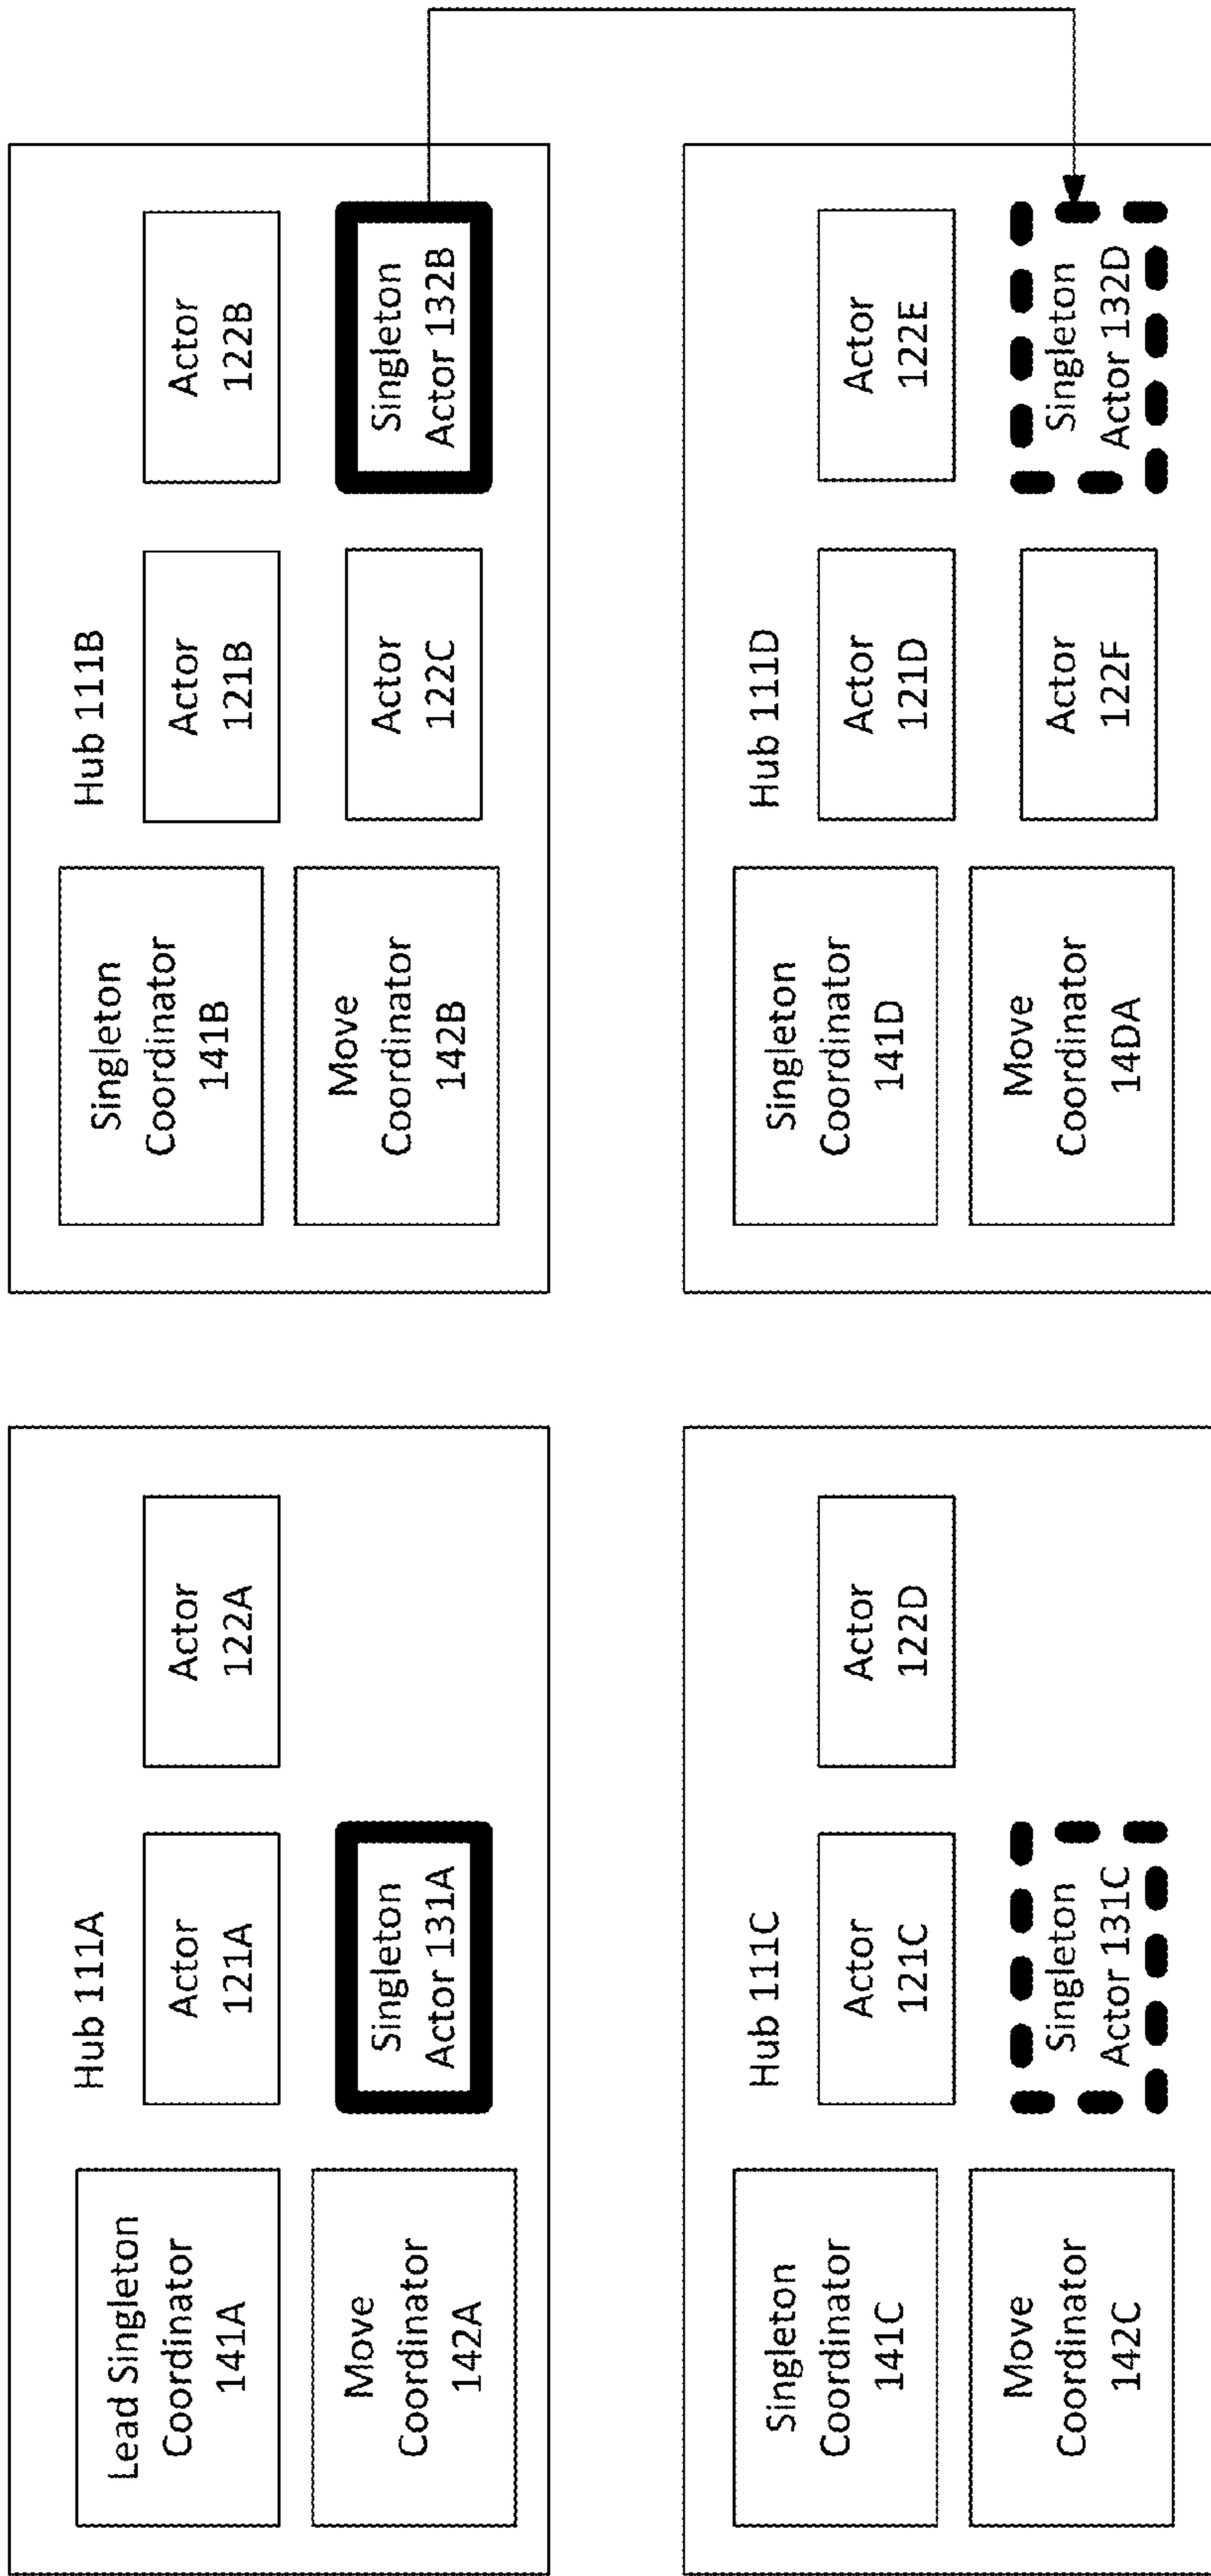 Hub 111A
Lead Singleton
Coordinator
141A
Actor
121A
Actor
122A
Move
Coordinator
142A
Singleton
Actor 131A
Hub 111B
Singleton
Coordinator
141B
Actor
121B
Actor
122B
Move
Coordinator
142B
Actor
122C
Singleton
Actor 132B
Hub 111C
Singleton
Coordinator
141C
Actor
121C
Actor
122D
Move
Coordinator
142C
Singleton
Actor 131C
Hub 111D
Singleton
Coordinator
141D
Actor
121D
Actor
122E
Move
Coordinator
14DA
Actor
122F
Singleton
Actor 132D